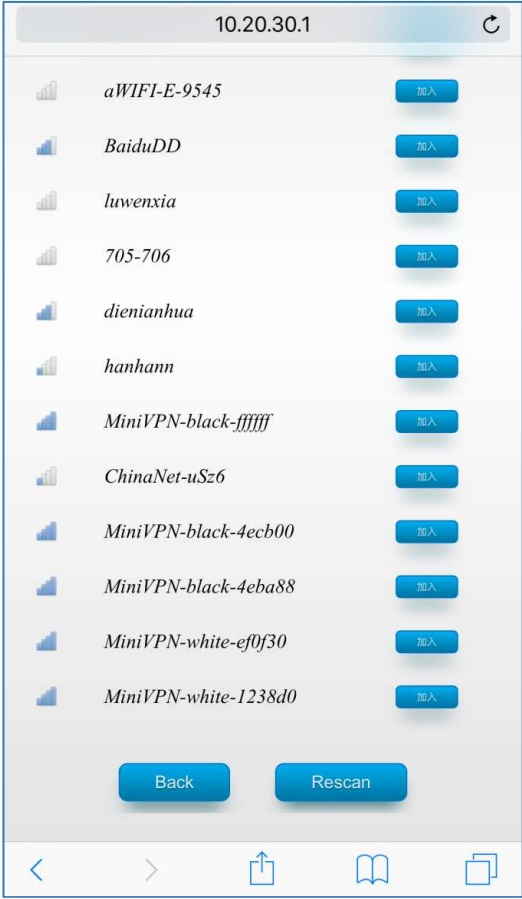 10.20.30.1
aWIFI-E-9545 加入
BaiduDD 加入
luwenxia 加入
705-706 加入
dienianhua 加入
hanhann 加入
MiniVPN-black-ffffff 加入
ChinaNet-uSz6 加入
MiniVPN-black-4ecb00 加入
MiniVPN-black-4eba88 加入
MiniVPN-white-ef0f30 加入
MiniVPN-white-1238d0 加入
Back Rescan